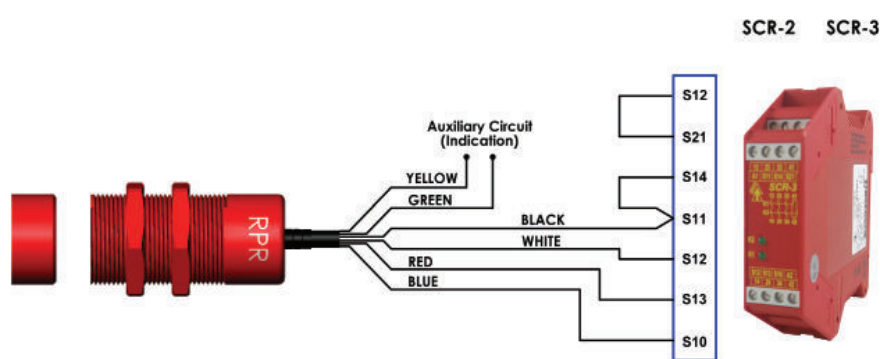 SCR-2 SCR-3
S12
S21
Auxiliary Circuit
(Indication)
S14
YELLOW
GREEN
S11
BLACK
WHITE
S12
RED
S13
BLUE
S10
RPR
SCR-3